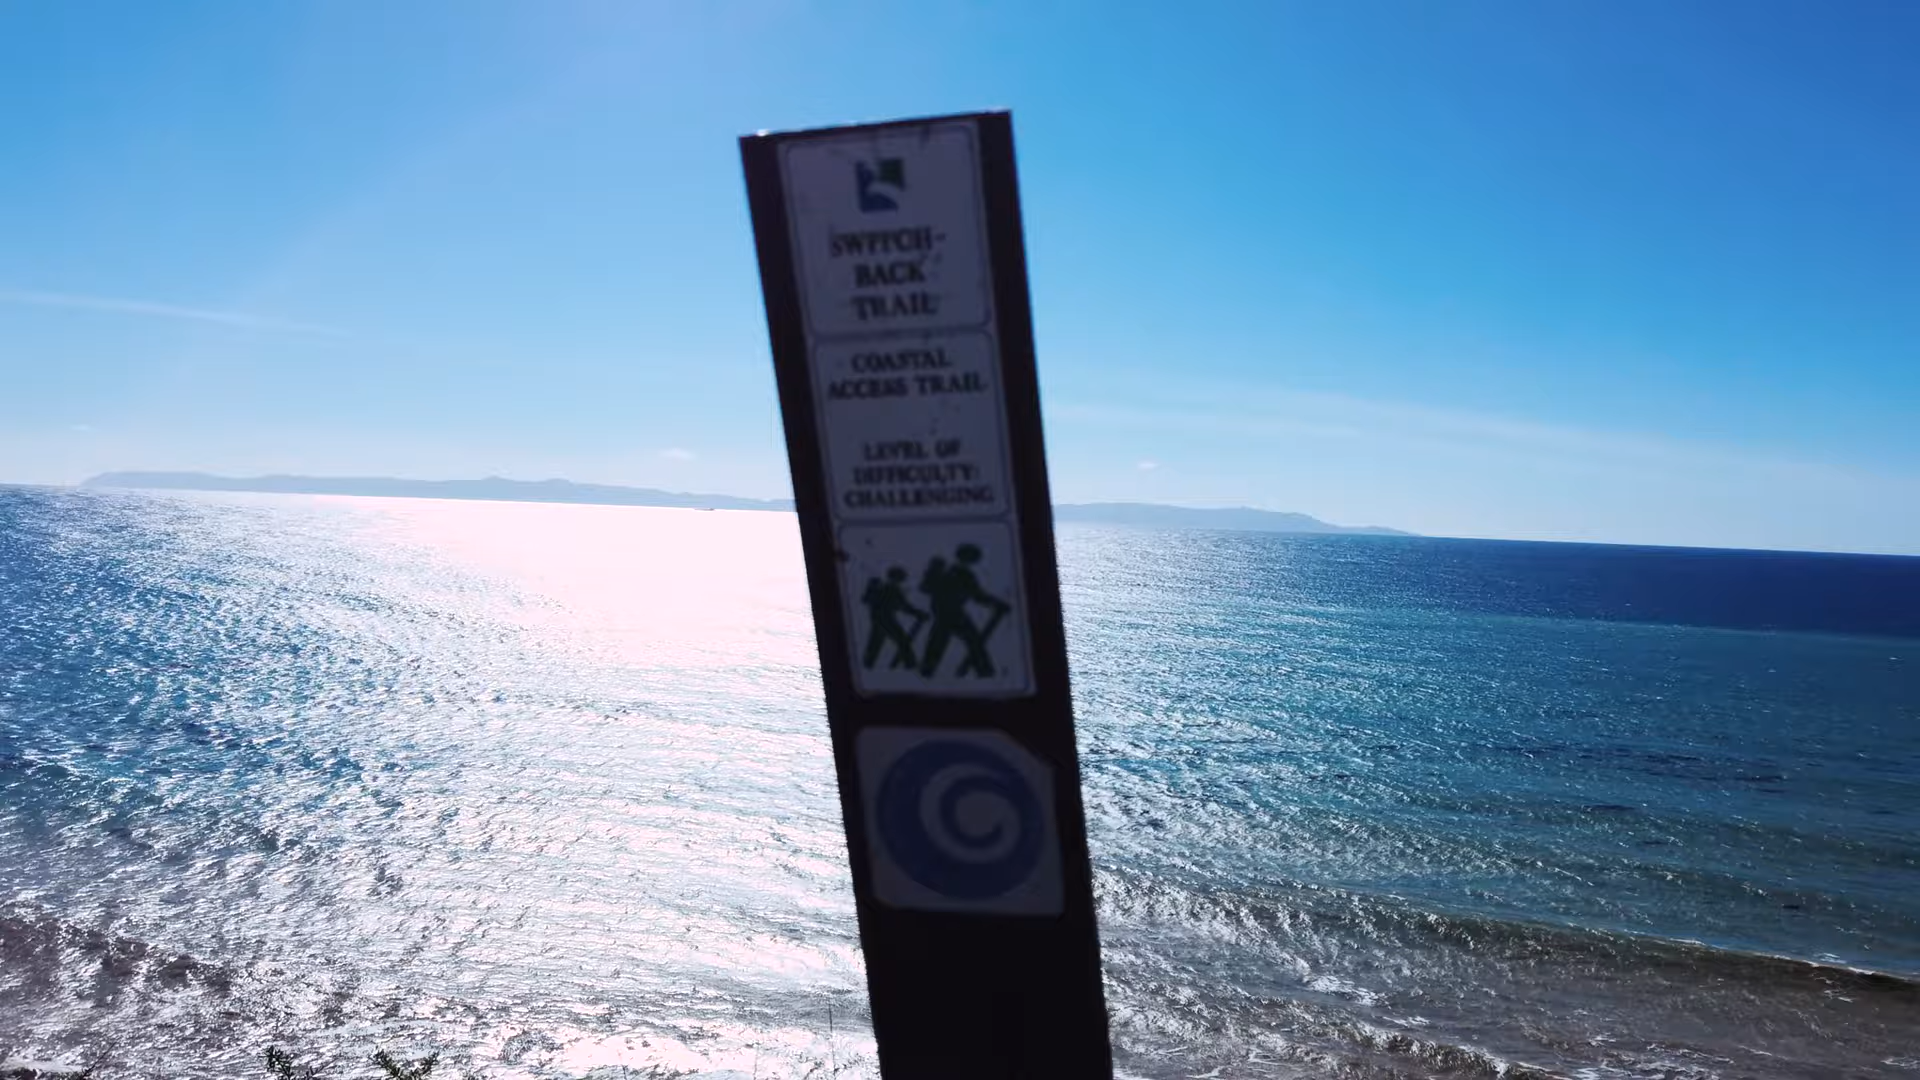 SWITCH-
BACK
TRAIL
COASTAL
ACCESS TRAIL
LEVEL OF
DIFFICULTY:
CHALLENGING